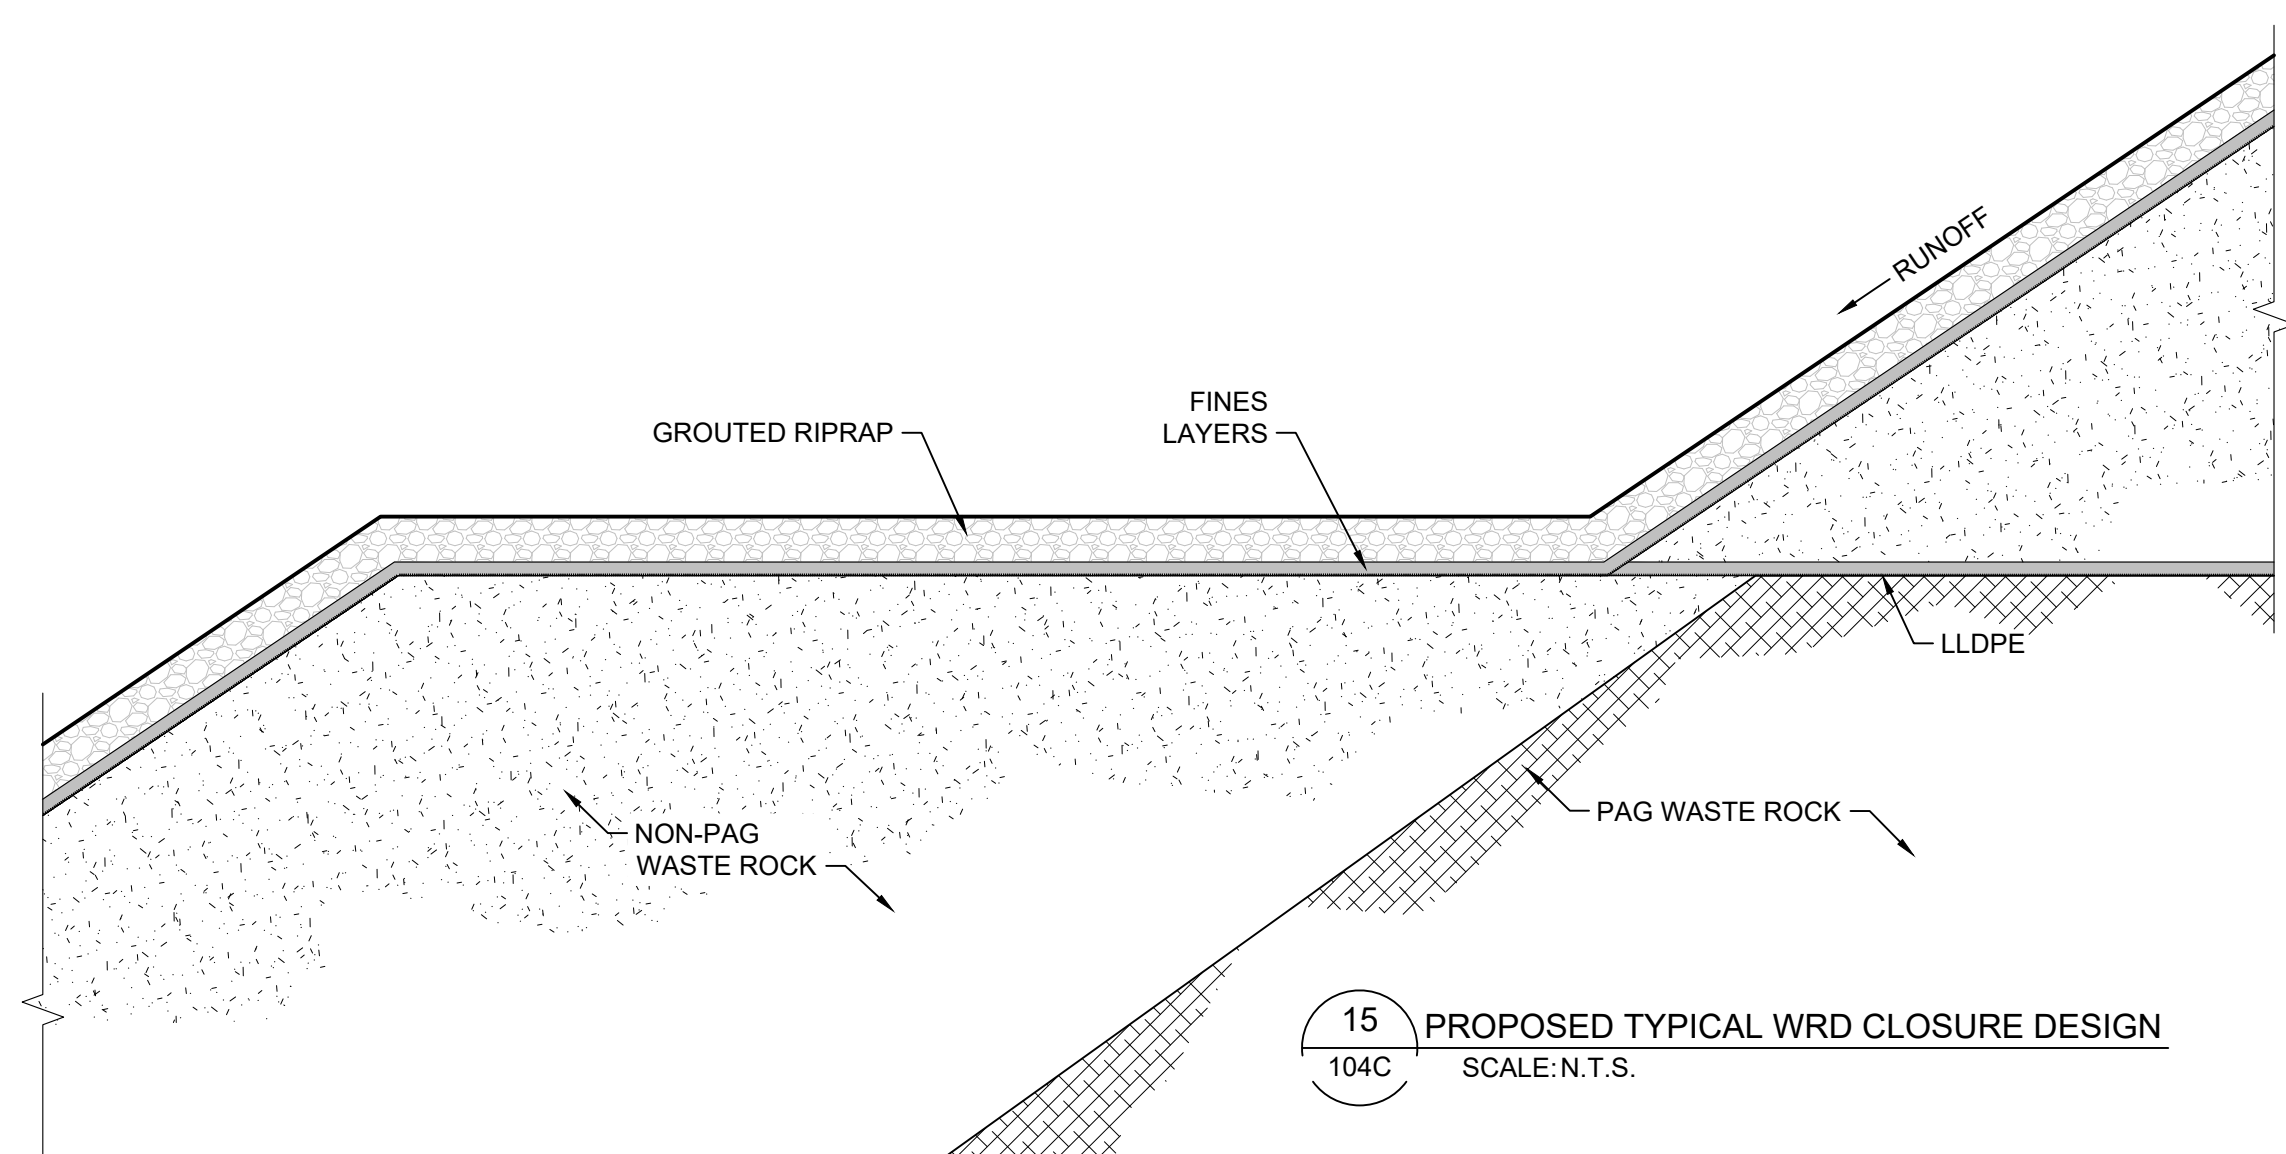 RUNOFF
FINES
LAYERS
GROUTED RIPRAP
LLDPE
PAG WASTE ROCK
NON-PAG
WASTE ROCK
15
PROPOSED TYPICAL WRD CLOSURE DESIGN
104C
SCALE: N.T.S.